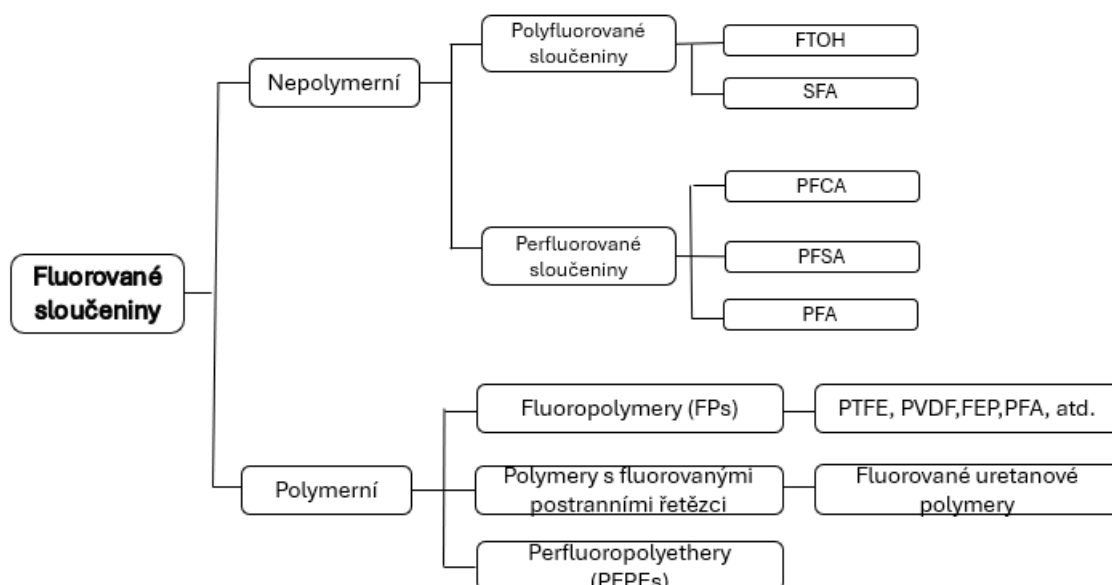 Fluorované
sloučeniny
Nepolymerní
Polyfluorované
sloučeniny
FTOH
SFA
Perfluorované
sloučeniny
PFCA
PFSA
PFA
Polymerní
Fluoropolymery (FPs)
PTFE, PVDF,FEP,PFA, atd.
Polymery s fluorovanými
postranními řetězci
Fluorované uretanové
polymery
Perfluoropolyethery
(PFPEs)